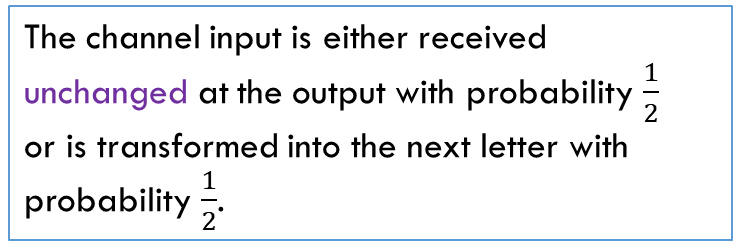 The channel input is either received
unchanged at the output with probability 1/2
or is transformed into the next letter with
probability 1/2.